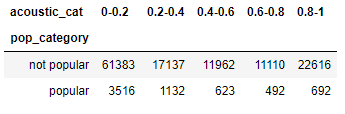 acoustic_cat 0-0.2 0.2-0.4 0.4-0.6 0.6-0.8 0.8-1
pop_category
not popular 61383 17137 11962 11110 22616
popular 3516 1132 623 492 692